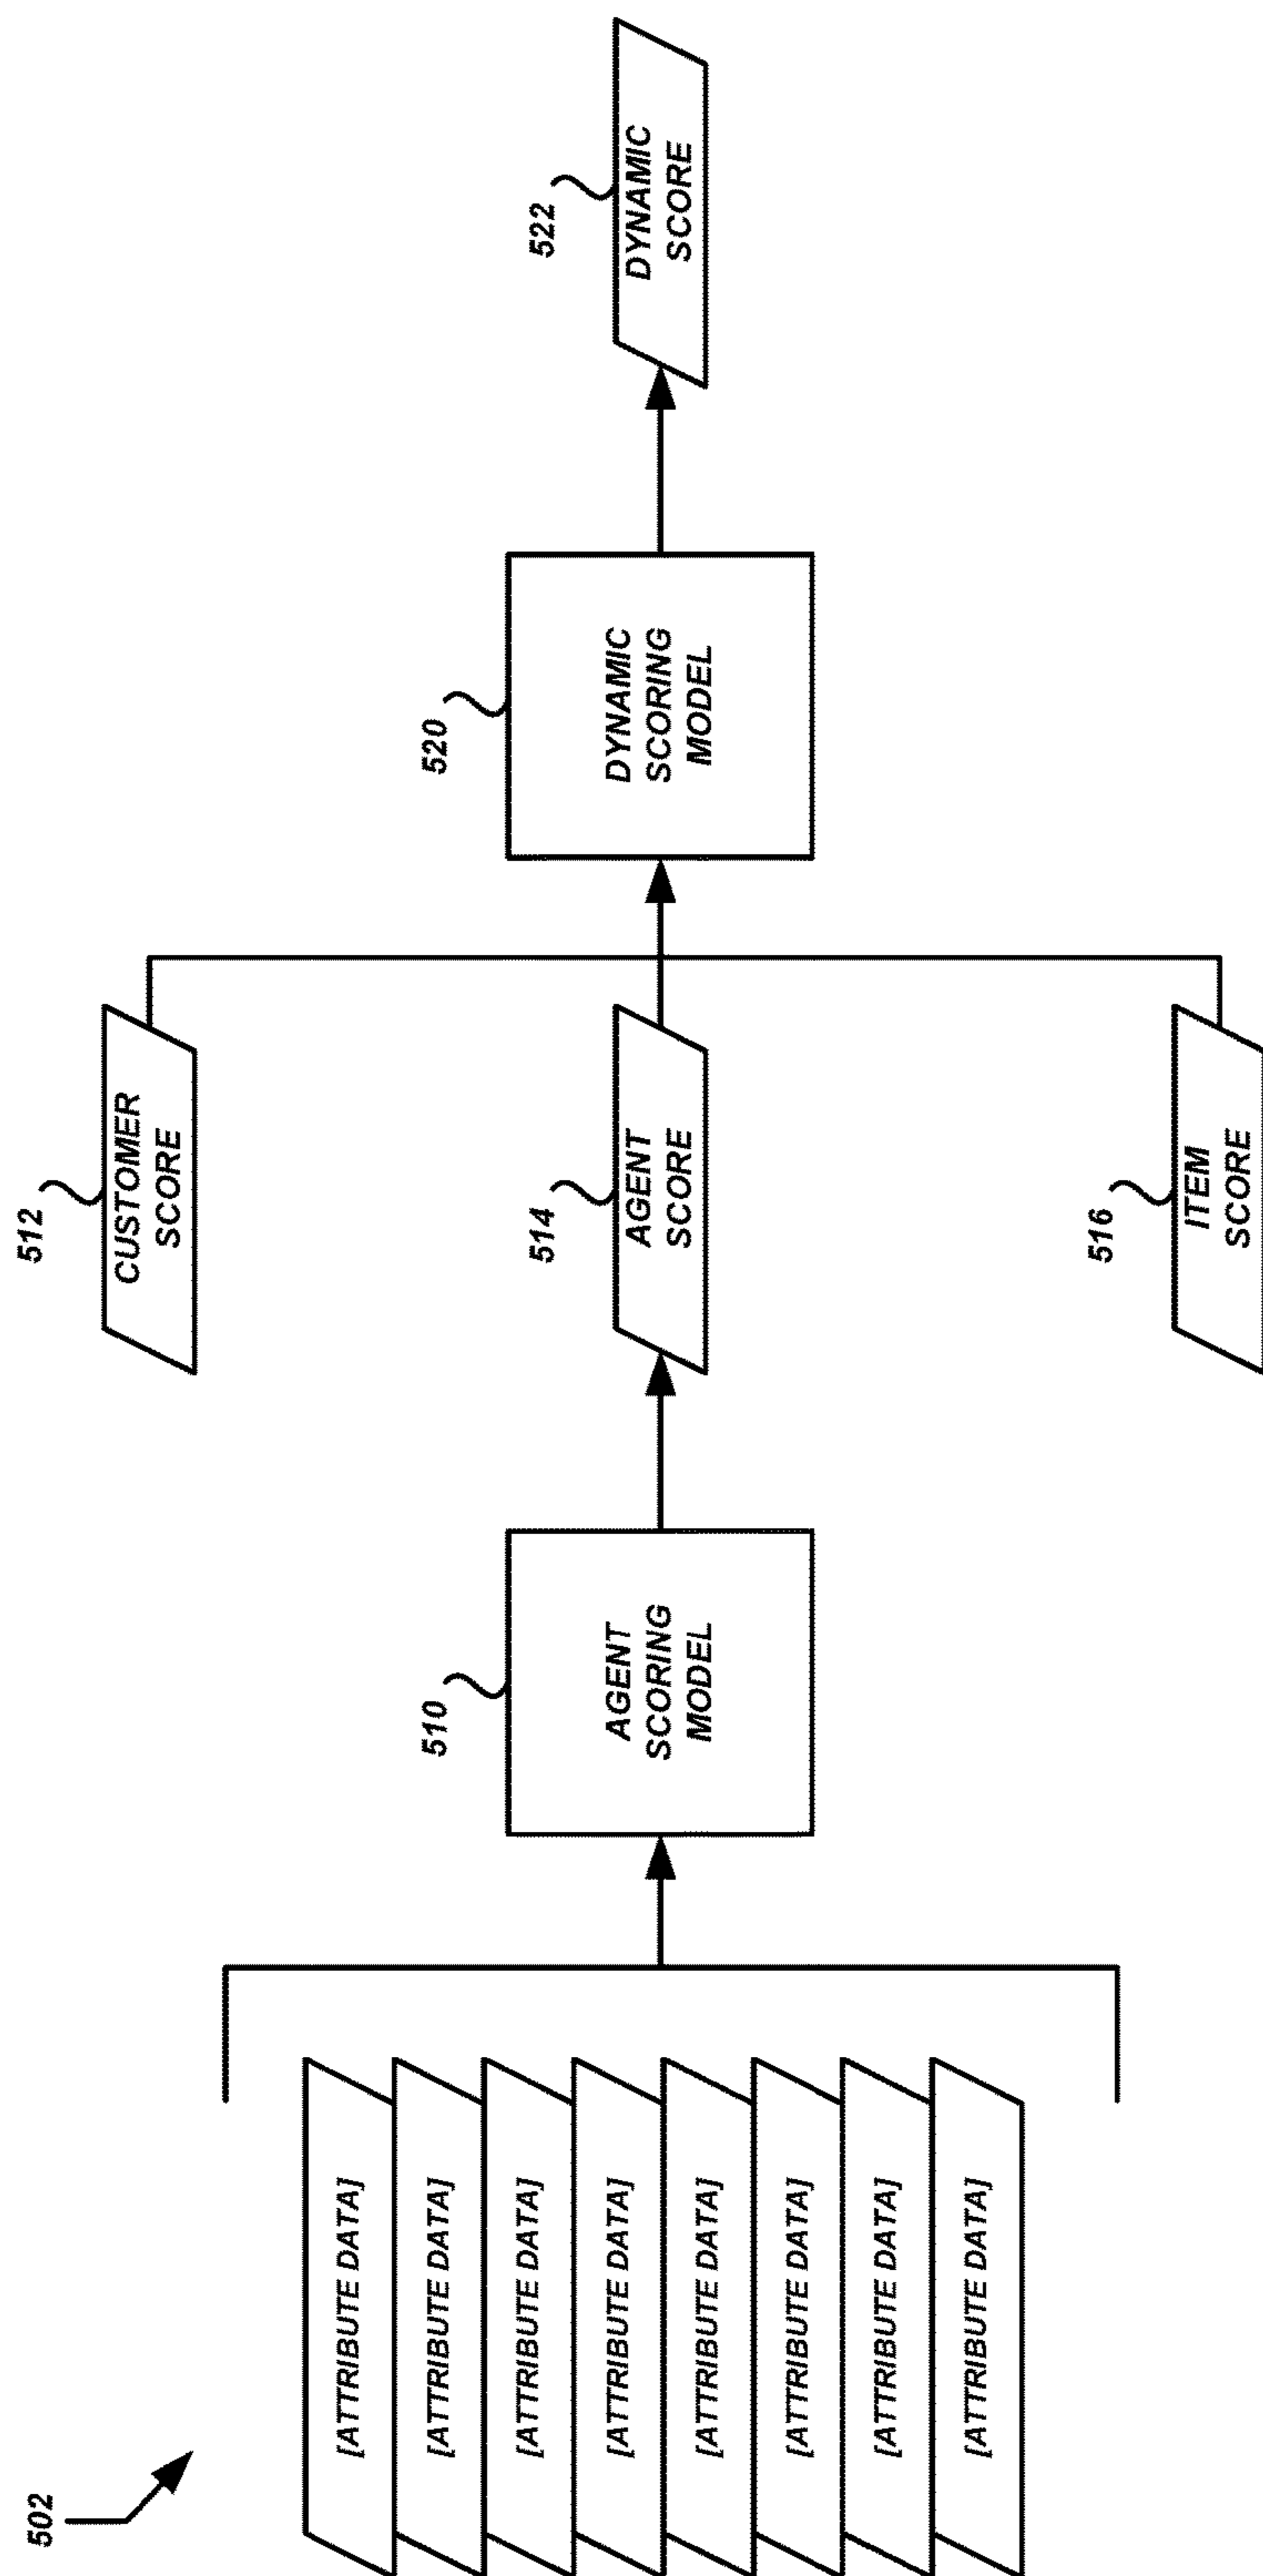 502
[ATTRIBUTE DATA]
[ATTRIBUTE DATA]
[ATTRIBUTE DATA]
[ATTRIBUTE DATA]
[ATTRIBUTE DATA]
[ATTRIBUTE DATA]
[ATTRIBUTE DATA]
[ATTRIBUTE DATA]
510
AGENT
SCORING
MODEL
512
CUSTOMER
SCORE
514
AGENT
SCORE
516
ITEM
SCORE
520
DYNAMIC
SCORING
MODEL
522
DYNAMIC
SCORE